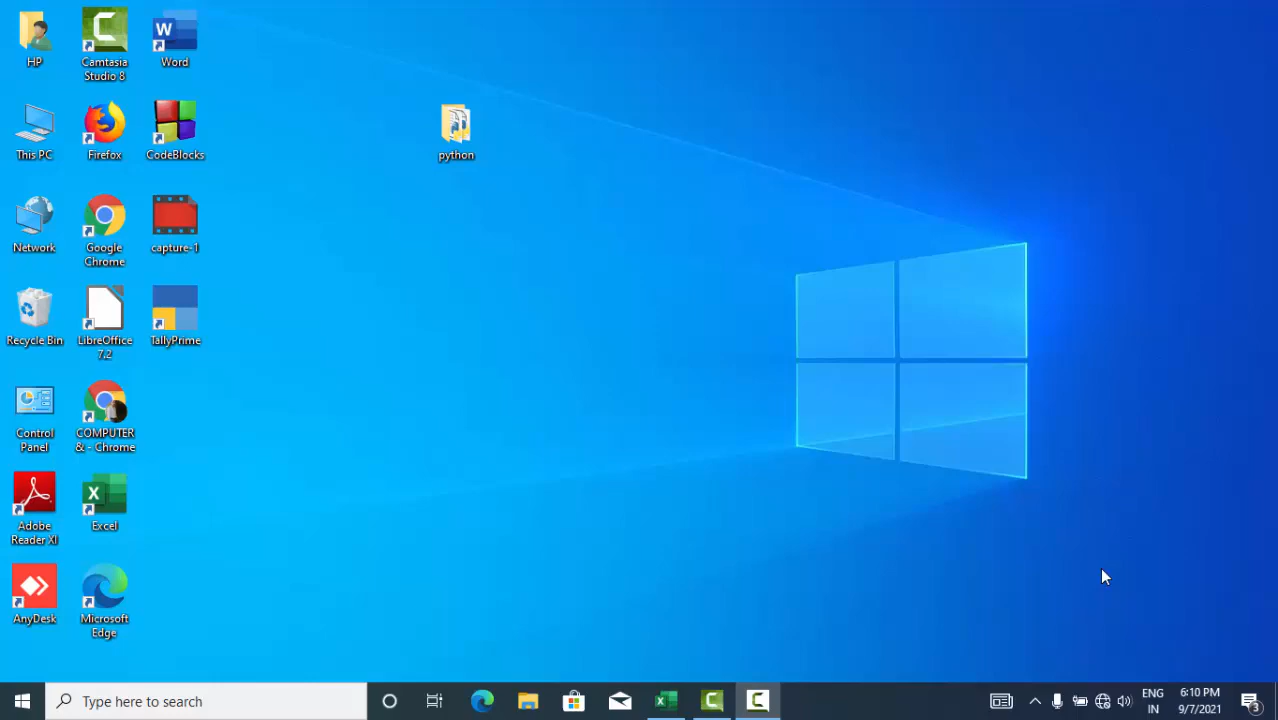 HP
Camtasia
Studio 8
Word
This PC
Firefox
CodeBlocks
python
Network
Google
Chrome
capture-1
Recycle Bin
LibreOffice
7.2
TallyPrime
Control
Panel
COMPUTER
& - Chrome
Adobe
Reader XI
Excel
AnyDesk
Microsoft
Edge
Type here to search
ENG
IN
6:10 PM
9/7/2021
3